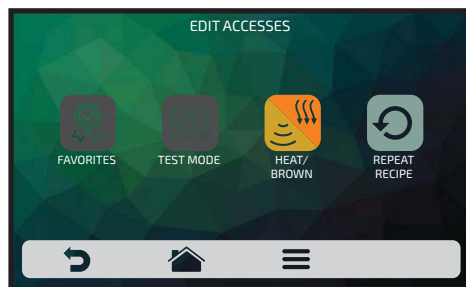 EDIT ACCESSES
FAVORITES
TEST MODE
HEAT/
BROWN
REPEAT
RECIPE